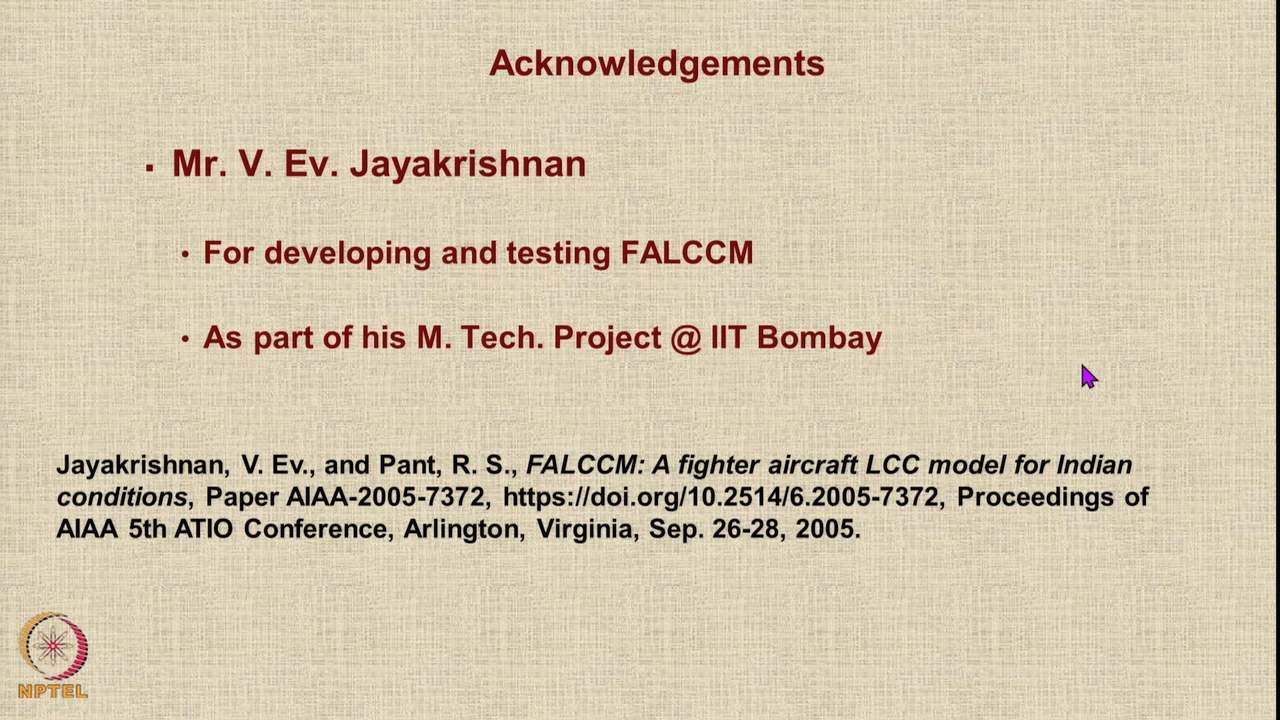 Acknowledgements
▪ Mr. V. Ev. Jayakrishnan
• For developing and testing FALCCM
• As part of his M. Tech. Project @ IIT Bombay
Jayakrishnan, V. Ev., and Pant, R. S., FALCCM: A fighter aircraft LCC model for Indian
conditions, Paper AIAA-2005-7372, https://doi.org/10.2514/6.2005-7372, Proceedings of
AIAA 5th ATIO Conference, Arlington, Virginia, Sep. 26-28, 2005.
NPTEL